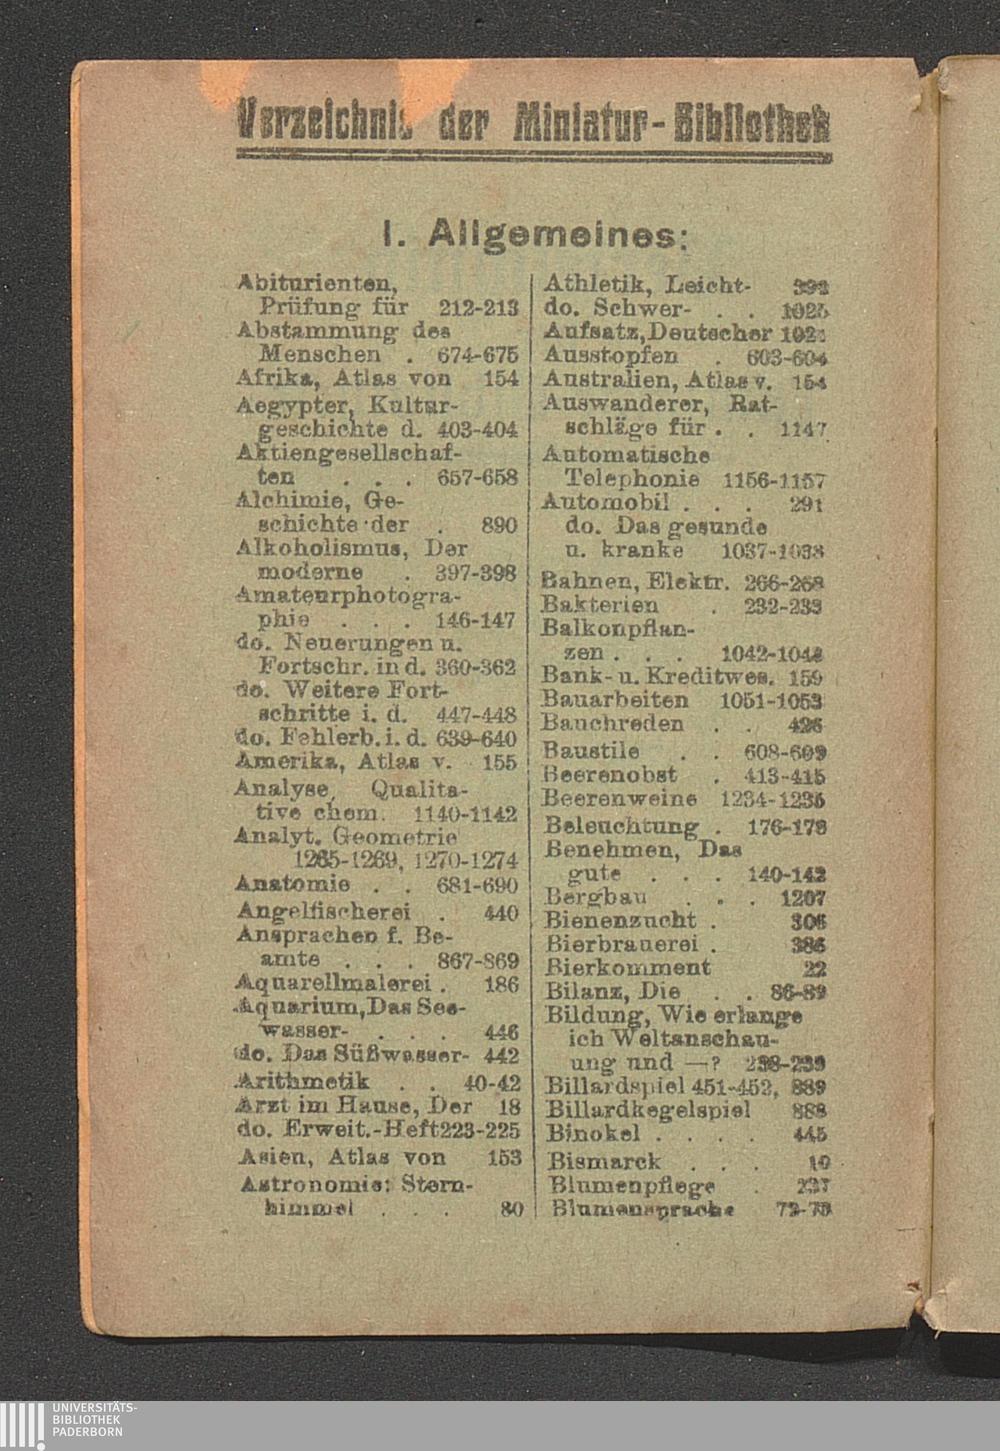 Verzeichnis der Miniatur-Bibliothek
I. Allgemeines:
Abiturienten,
Prüfung für 212-213
Abstammung des
Menschen . 674-675
Afrika, Atlas von 154
Aegypter, Kultur-
geschichte d. 403-404
Aktiengesellschaf-
ten . . . 657-658
Alchimie, Ge-
schichte der . 890
Alkoholismus, Der
moderne . 397-398
Amateurphotogra-
phie . . . 146-147
do. Neuerungen u.
Fortschr. in d. 360-362
do. Weitere Fort-
schritte i. d. 447-448
do. Fehlerb. i. d. 639-640
Amerika, Atlas v. 155
Analyse, Qualita-
tive chem. 1140-1142
Analyt. Geometrie
1265-1269, 1270-1274
Anatomie . . 681-690
Angelfischerei . 440
Ansprachen f. Be-
amte . . . 867-869
Aquarellmalerei . 186
Aquarium, Das See-
wasser- . . . 446
do. Das Süßwasser- 442
Arithmetik . . 40-42
Arzt im Hause, Der 18
do. Erweit.-Heft 223-225
Asien, Atlas von 153
Astronomie: Stern-
himmel . . . 80
Athletik, Leicht-
do. Schwer- . . 1025
Aufsatz, Deutscher
Ausstopfen . 603-604
Australien, Atlas v. 154
Auswanderer, Rat-
schläge für . . 1147
Automatische
Telephonie 1156-1157
Automobil . . . 291
do. Das gesunde
u. kranke 1037-1038
Bahnen, Elektr. 266-268
Bakterien . 232-233
Balkonpflan-
zen . . . 1042-1043
Bank- u. Kreditwes. 159
Bauarbeiten 1051-1053
Bauchreden . . 426
Baustile . . 608-609
Beerenobst . 413-415
Beerenweine 1234-1235
Beleuchtung . 176-178
Benehmen, Das
gute . . . 140-142
Bergbau . . . 1207
Bienenzucht . 306
Bierbrauerei . 386
Bierkomment 22
Bilanz, Die . . 86-89
Bildung, Wie erlange
ich Weltanschau-
ung und —? 238-239
Billardspiel 451-452, 889
Billardkegelspiel 888
Binokel . . . . 445
Bismarck . . . 10
Blumenpflege . 237
Blumensprache
UNIVERSITÄTS-
BIBLIOTHEK
PADERBORN